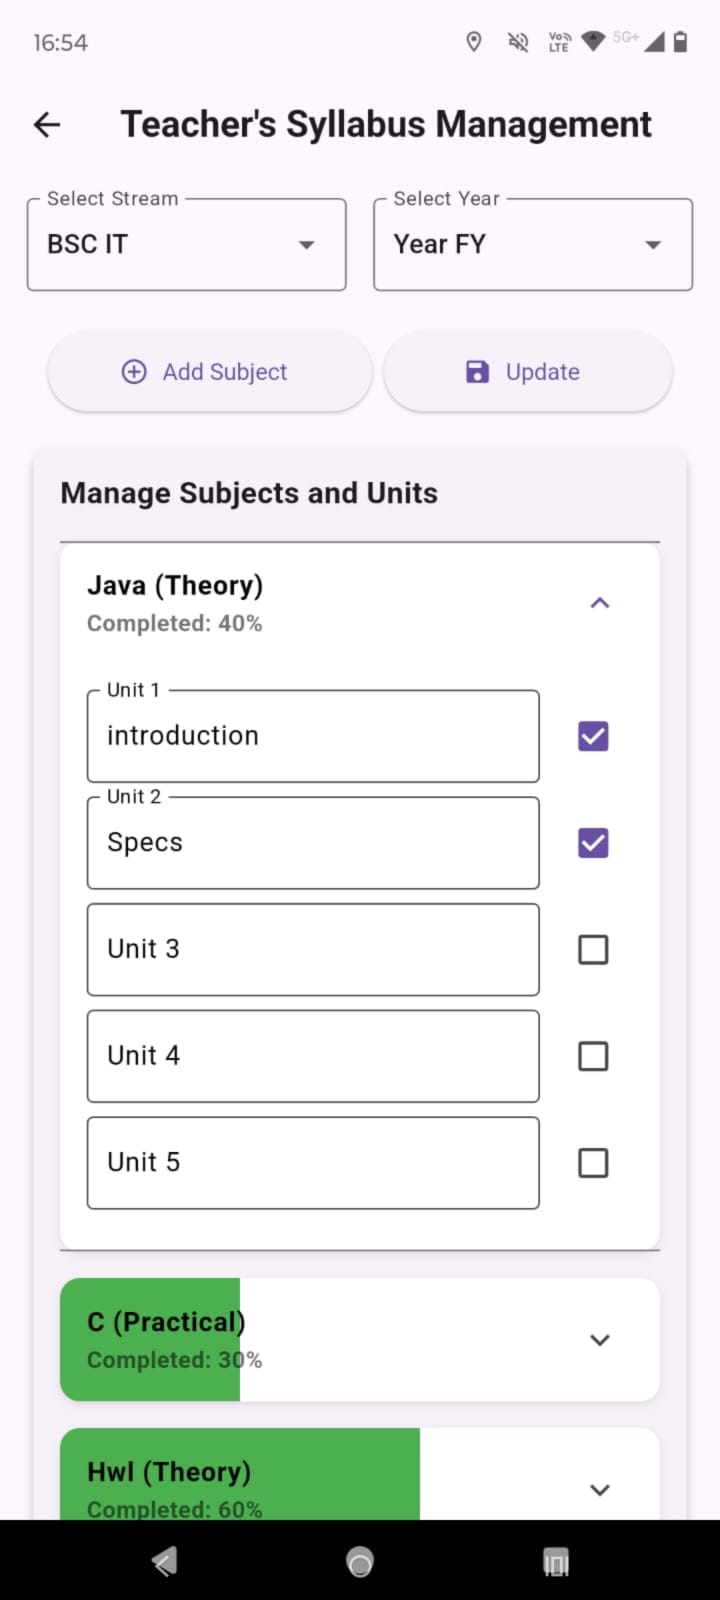 16:54
Vo)) LTE 5G+
Teacher's Syllabus Management
Select Stream Select Year
BSC IT Year FY
Add Subject Update
Manage Subjects and Units
Java (Theory)
Completed: 40%
Unit 1
introduction
Unit 2
Specs
Unit 3
Unit 4
Unit 5
C (Practical)
Completed: 30%
Hwl (Theory)
Completed: 60%